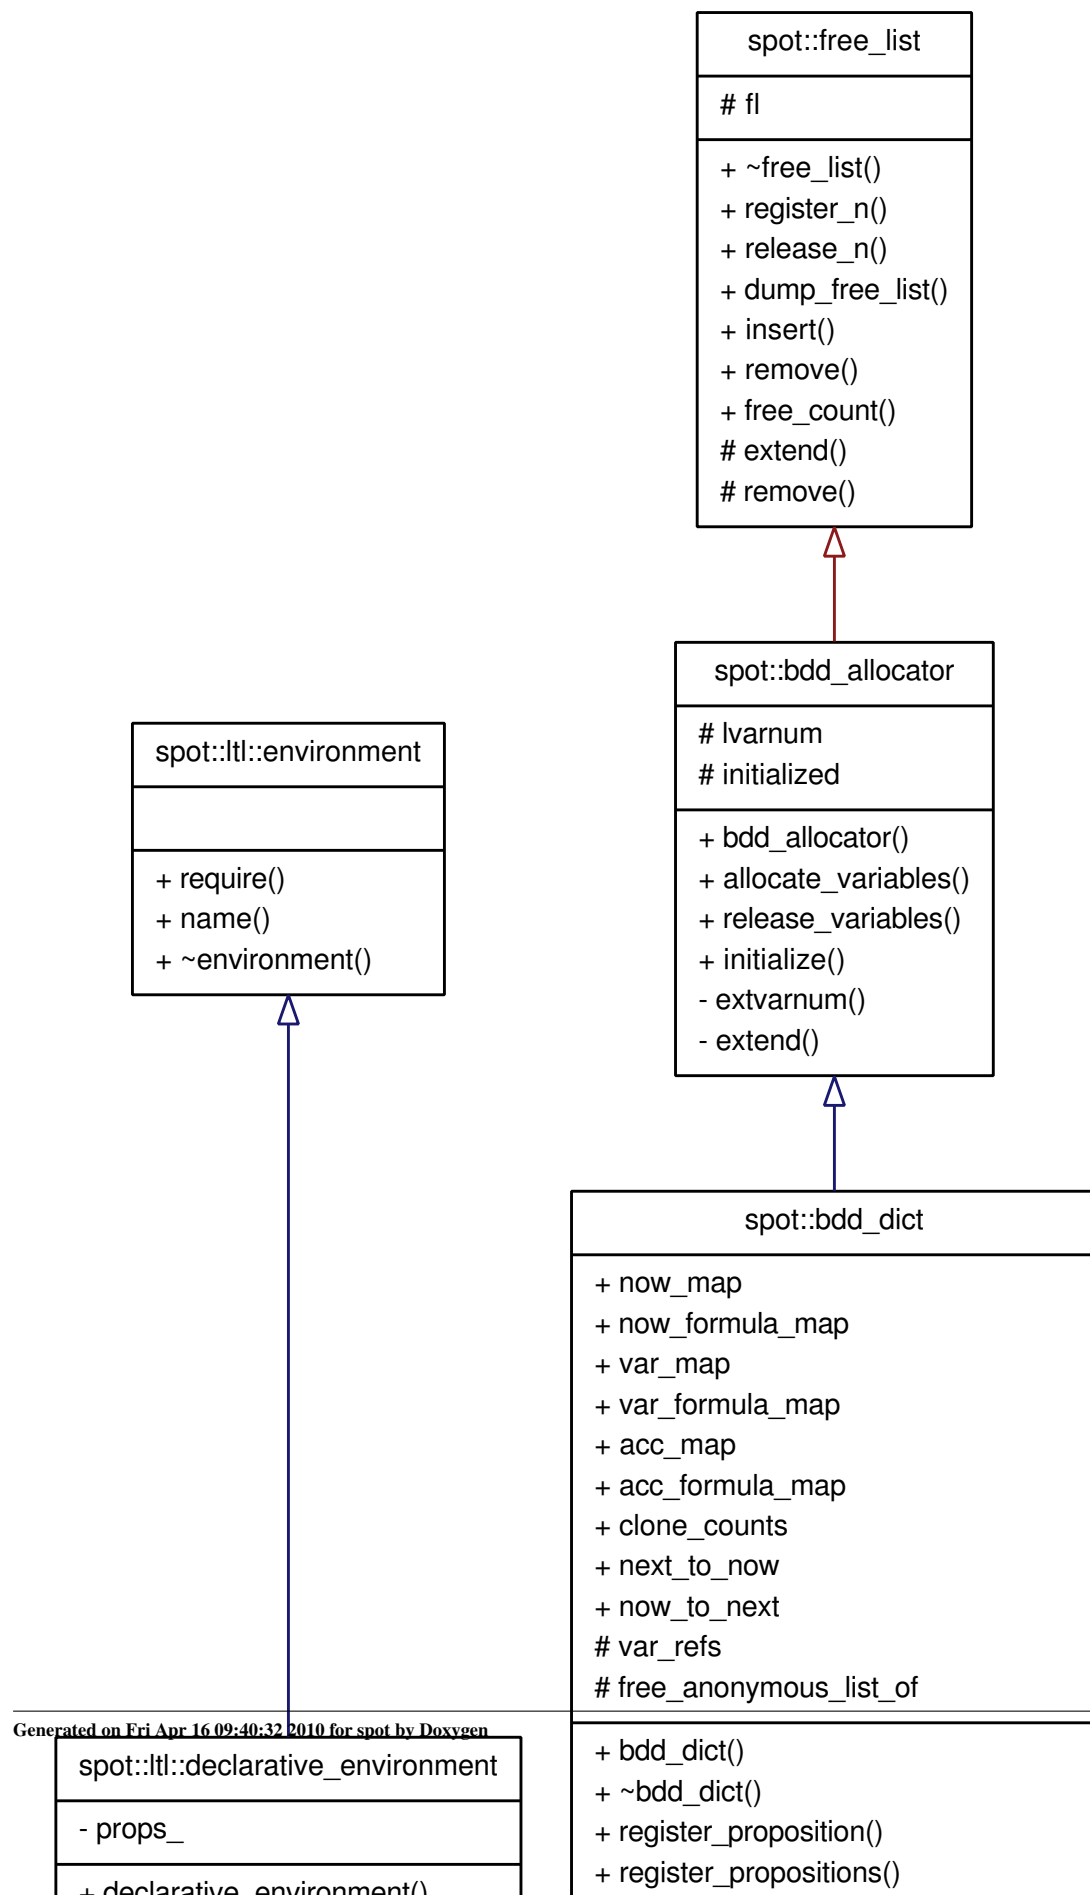 spot::free_list
# fl
+ ~free_list()
+ register_n()
+ release_n()
+ dump_free_list()
+ insert()
+ remove()
+ free_count()
# extend()
# remove()
spot::bdd_allocator
# lvarnum
# initialized
+ bdd_allocator()
+ allocate_variables()
+ release_variables()
+ initialize()
- extvarnum()
- extend()
spot::ltl::environment
+ require()
+ name()
+ ~environment()
spot::bdd_dict
+ now_map
+ now_formula_map
+ var_map
+ var_formula_map
+ acc_map
+ acc_formula_map
+ clone_counts
+ next_to_now
+ now_to_next
# var_refs
# free_anonymous_list_of
+ bdd_dict()
+ ~bdd_dict()
+ register_proposition()
+ register_propositions()
Generated on Fri Apr 16 09:40:32 2010 for spot by Doxygen
spot::ltl::declarative_environment
- props_
+ declarative_environment()